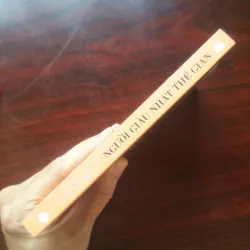 NGƯỜI GIÀU NHẤT THẾ GIAN